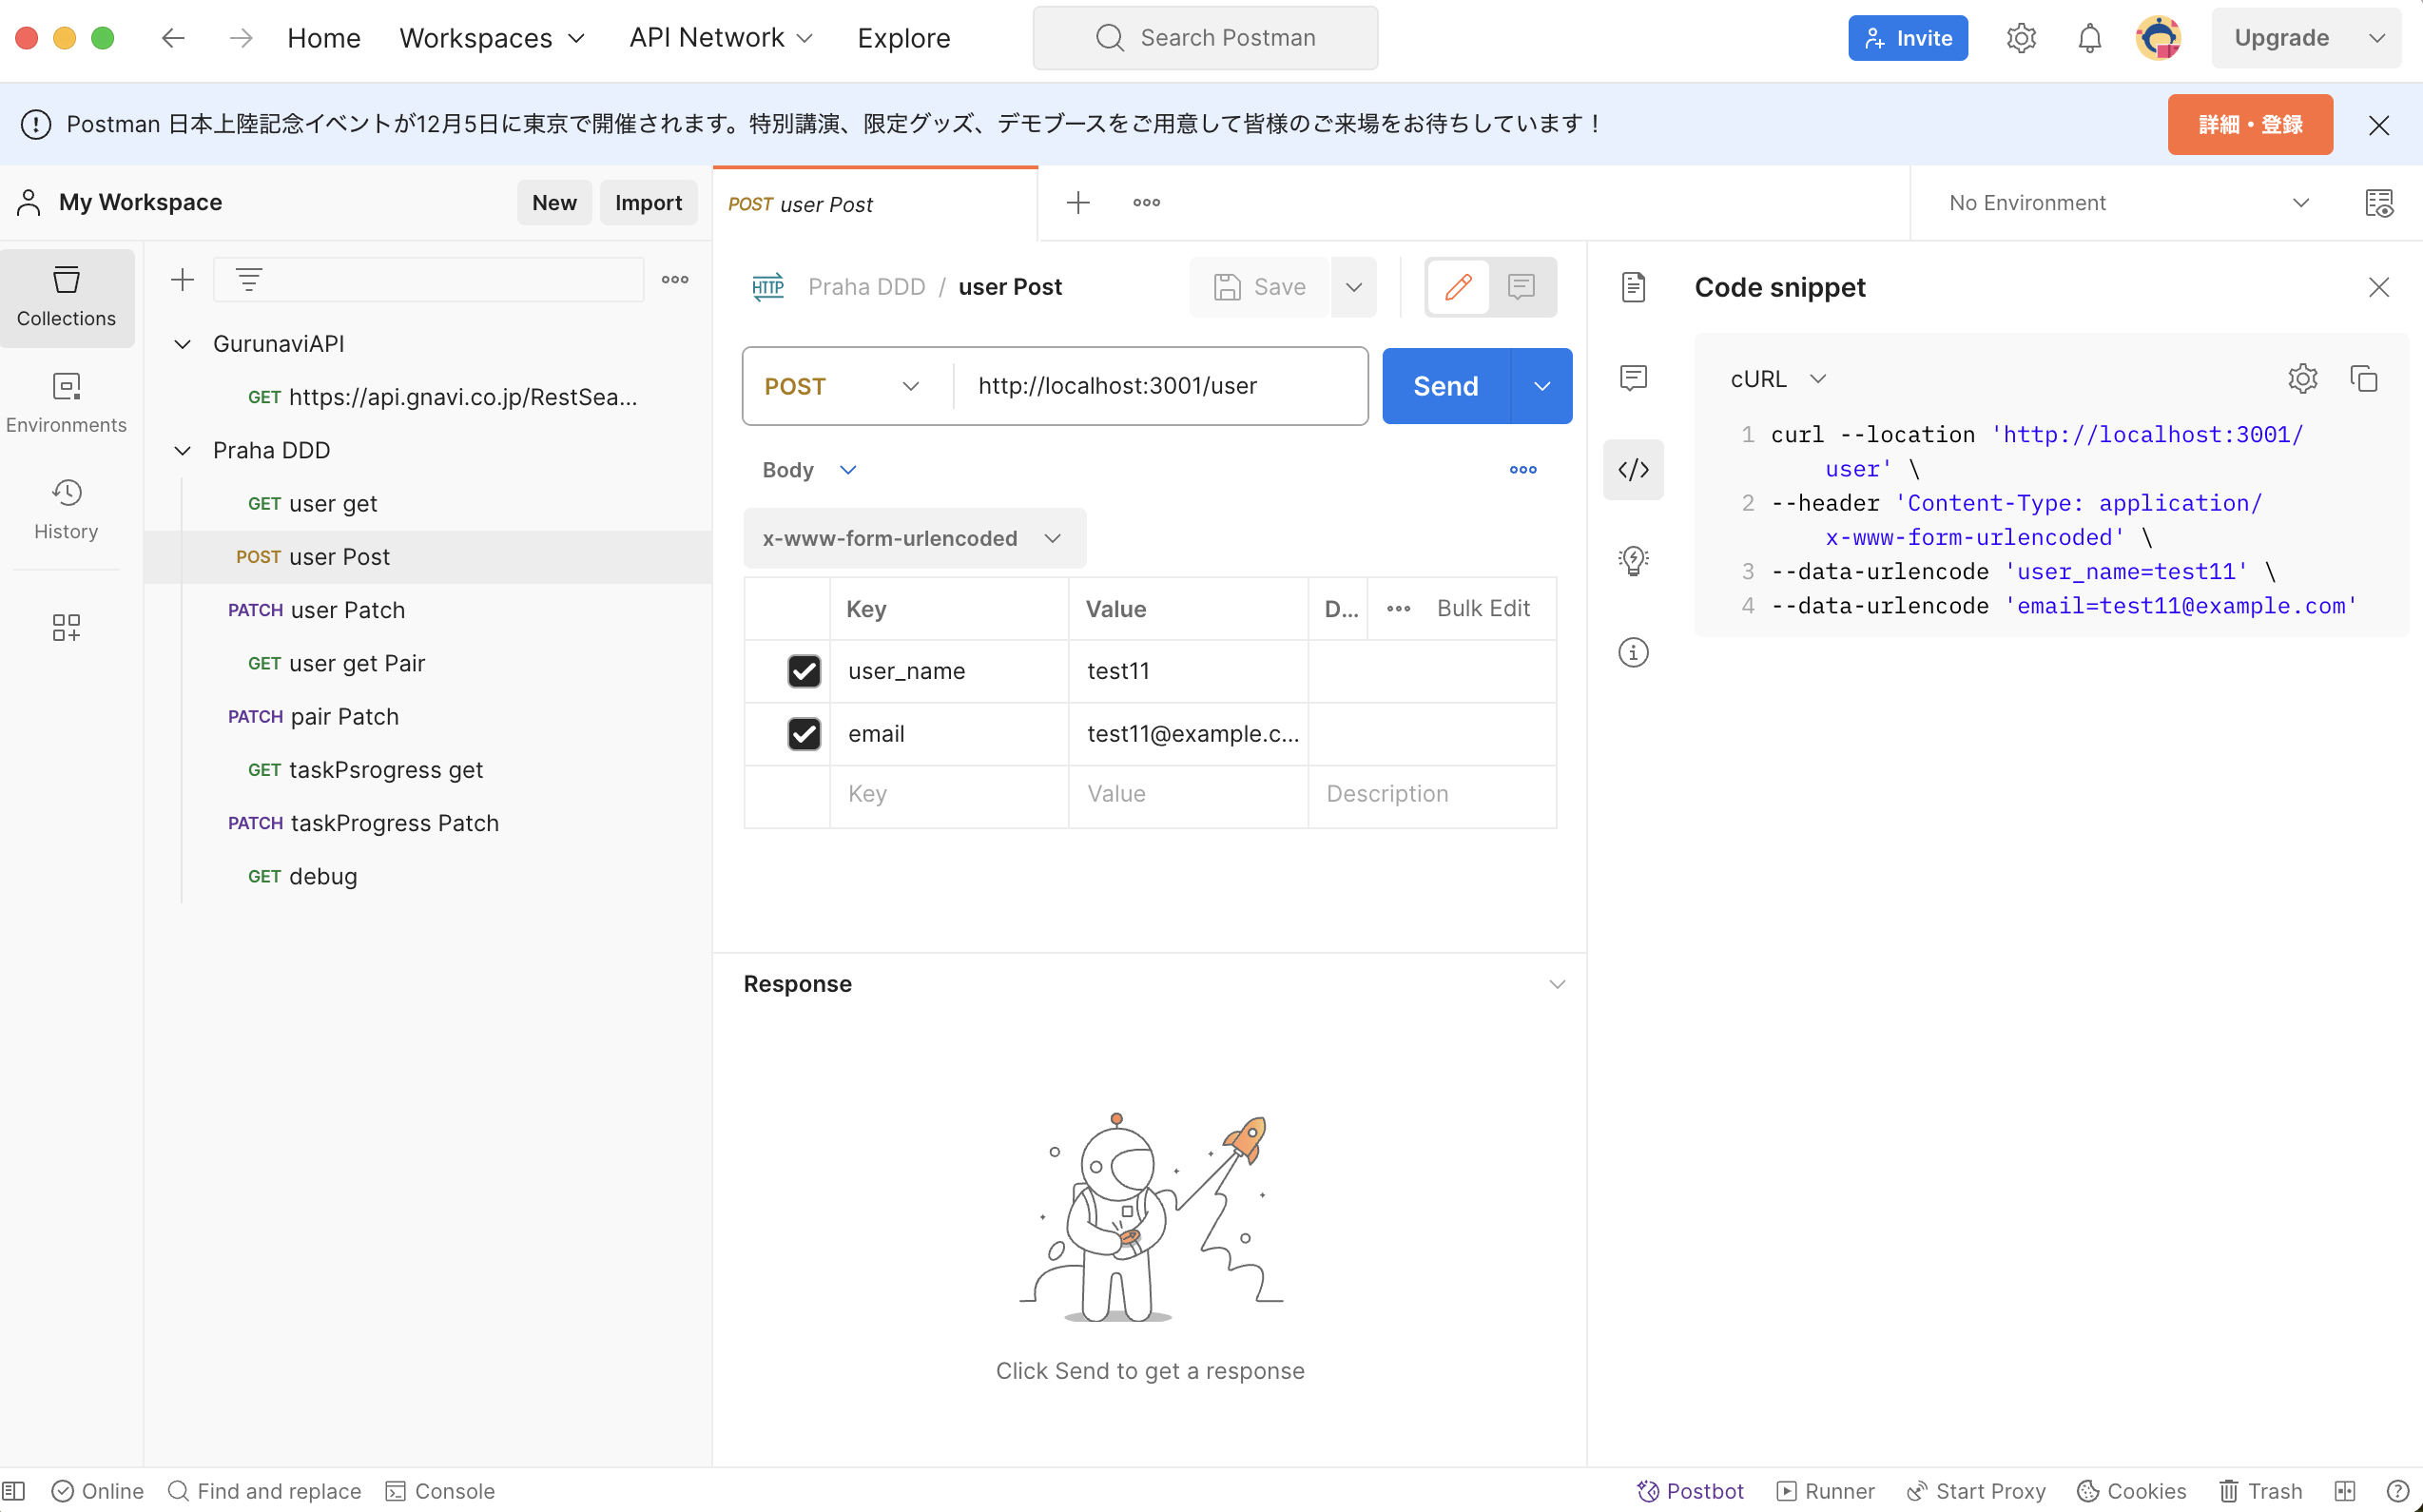 Home Workspaces API Network Explore Search Postman Invite Upgrade
Postman 日本上陸記念イベントが12月5日に東京で開催されます。特別講演、限定グッズ、デモブースをご用意して皆様のご来場をお待ちしています！ 詳細・登録
My Workspace New Import
POST user Post
No Environment
Collections
Environments
History
GurunaviAPI
GET https://api.gnavi.co.jp/RestSea...
Praha DDD
GET user get
POST user Post
PATCH user Patch
GET user get Pair
PATCH pair Patch
GET taskPsrogress get
PATCH taskProgress Patch
GET debug
HTTP Praha DDD / user Post Save
POST http://localhost:3001/user Send
Body
x-www-form-urlencoded
Key Value D... Bulk Edit
user_name test11
email test11@example.c...
Key Value Description
Response
Click Send to get a response
Code snippet
cURL
1 curl --location 'http://localhost:3001/
user' \
2 --header 'Content-Type: application/
x-www-form-urlencoded' \
3 --data-urlencode 'user_name=test11' \
4 --data-urlencode 'email=test11@example.com'
Online Find and replace Console Postbot Runner Start Proxy Cookies Trash